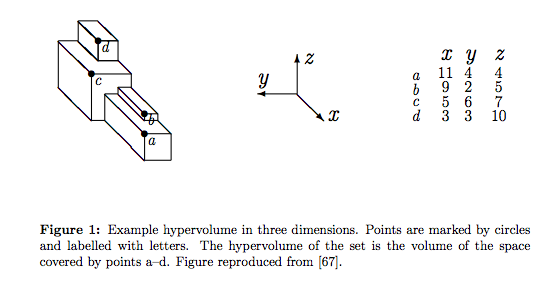 d
c
b
a
z
y
x
x y z
a 11 4 4
b 9 2 5
c 5 6 7
d 3 3 10
Figure 1: Example hypervolume in three dimensions. Points are marked by circles
and labelled with letters. The hypervolume of the set is the volume of the space
covered by points a–d. Figure reproduced from [67].